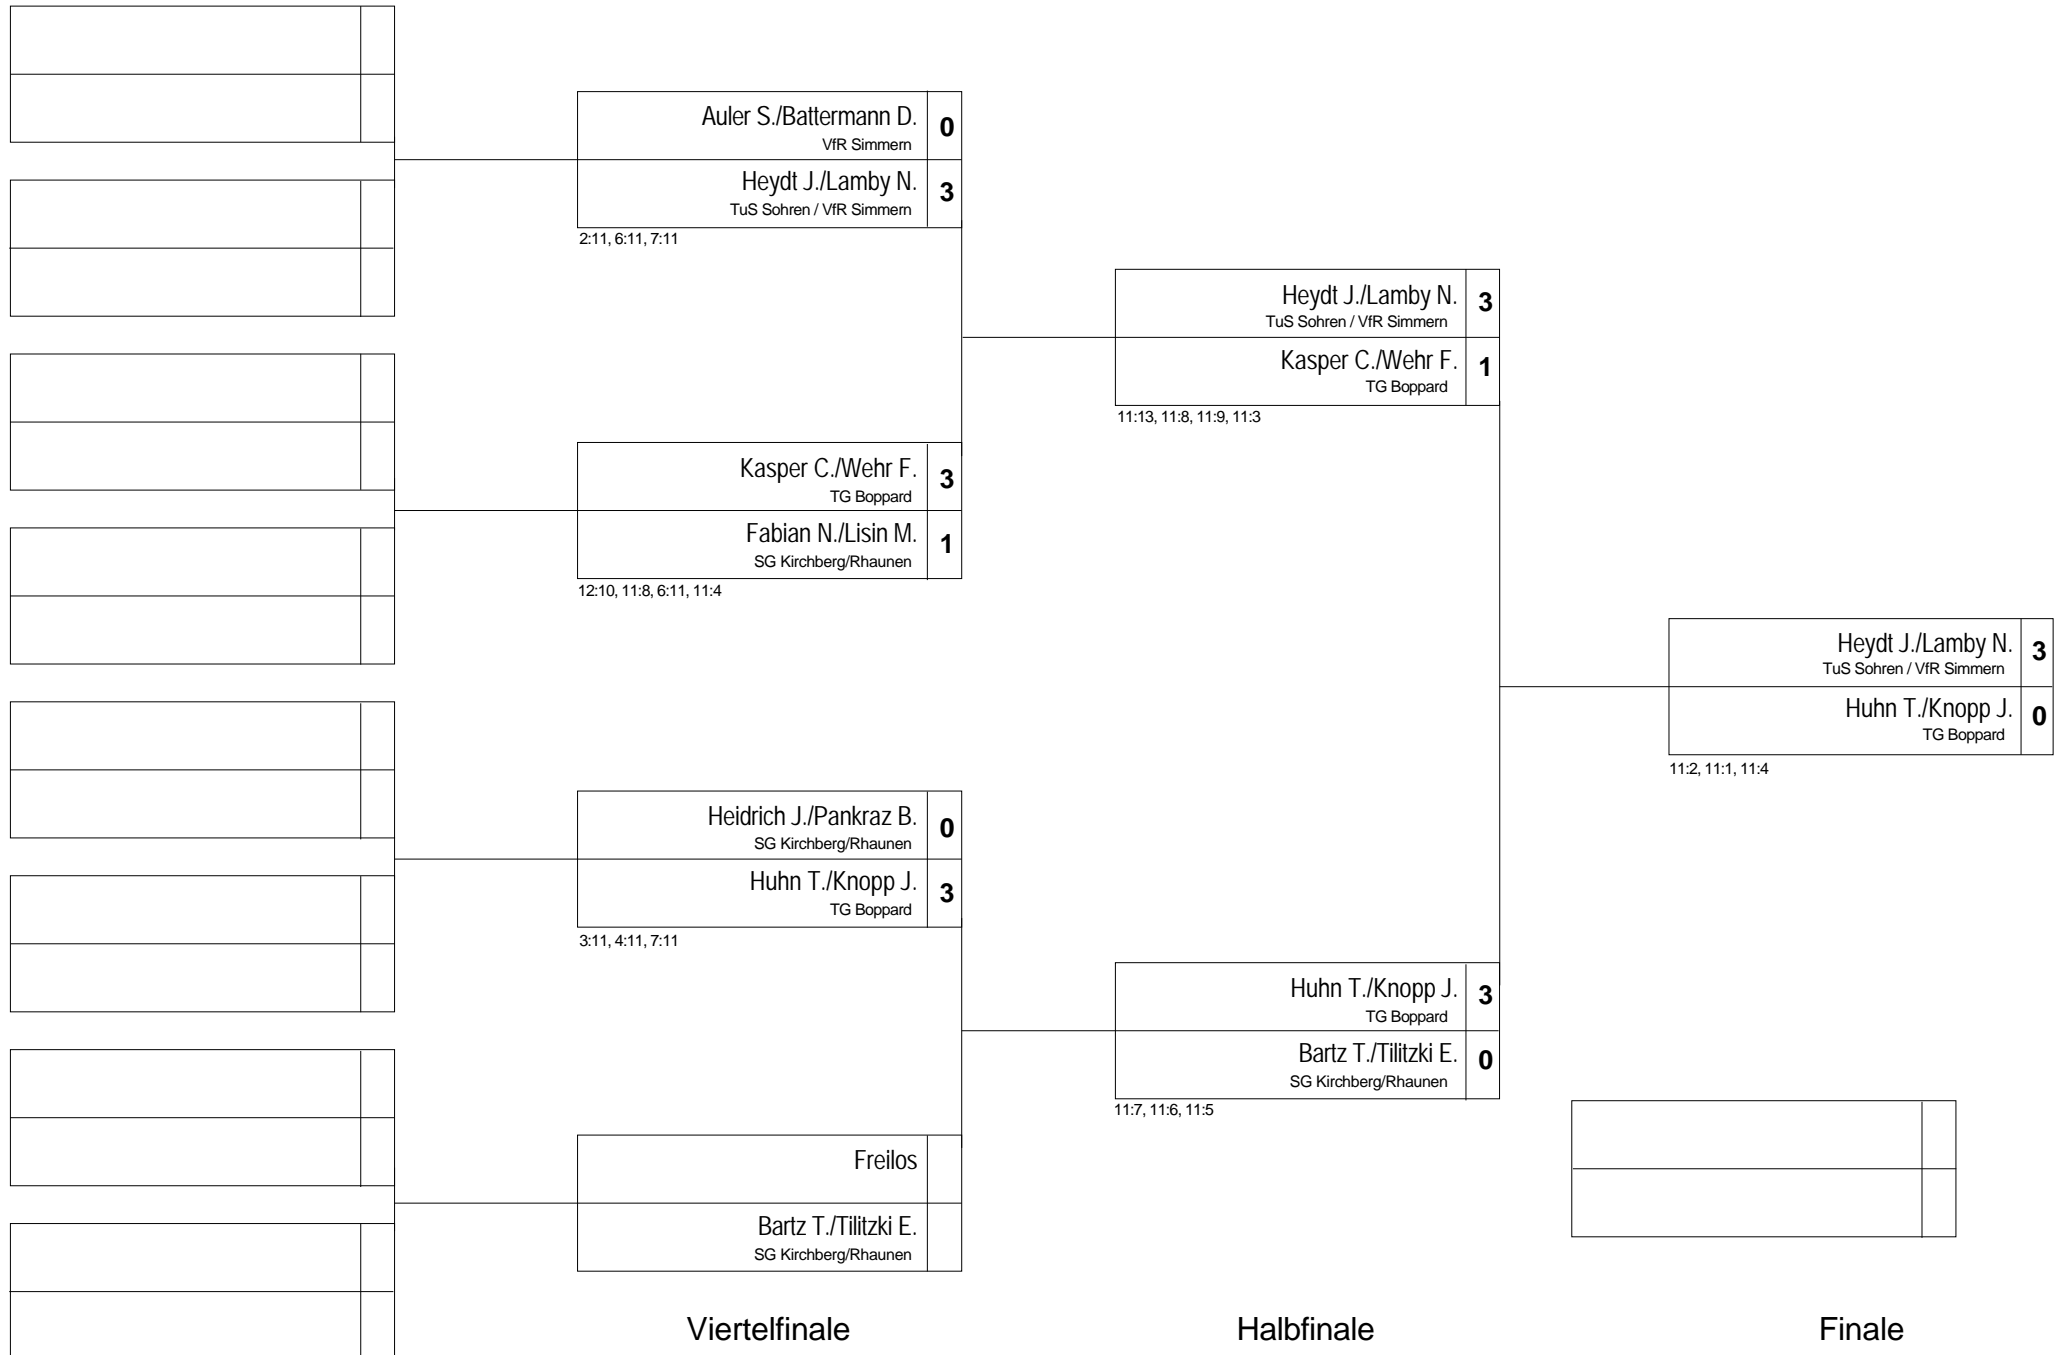 Auler S./Battermann D.
0
VfR Simmern
Heydt J./Lamby N.
3
TuS Sohren / VfR Simmern
2:11, 6:11, 7:11
Kasper C./Wehr F.
3
TG Boppard
Fabian N./Lisin M.
1
SG Kirchberg/Rhaunen
12:10, 11:8, 6:11, 11:4
Heidrich J./Pankraz B.
0
SG Kirchberg/Rhaunen
Huhn T./Knopp J.
3
TG Boppard
3:11, 4:11, 7:11
Freilos
Bartz T./Tilitzki E.
SG Kirchberg/Rhaunen
Viertelfinale
Heydt J./Lamby N.
3
TuS Sohren / VfR Simmern
Kasper C./Wehr F.
1
TG Boppard
11:13, 11:8, 11:9, 11:3
Huhn T./Knopp J.
3
TG Boppard
Bartz T./Tilitzki E.
0
SG Kirchberg/Rhaunen
11:7, 11:6, 11:5
Halbfinale
Heydt J./Lamby N.
3
TuS Sohren / VfR Simmern
Huhn T./Knopp J.
0
TG Boppard
11:2, 11:1, 11:4
Finale